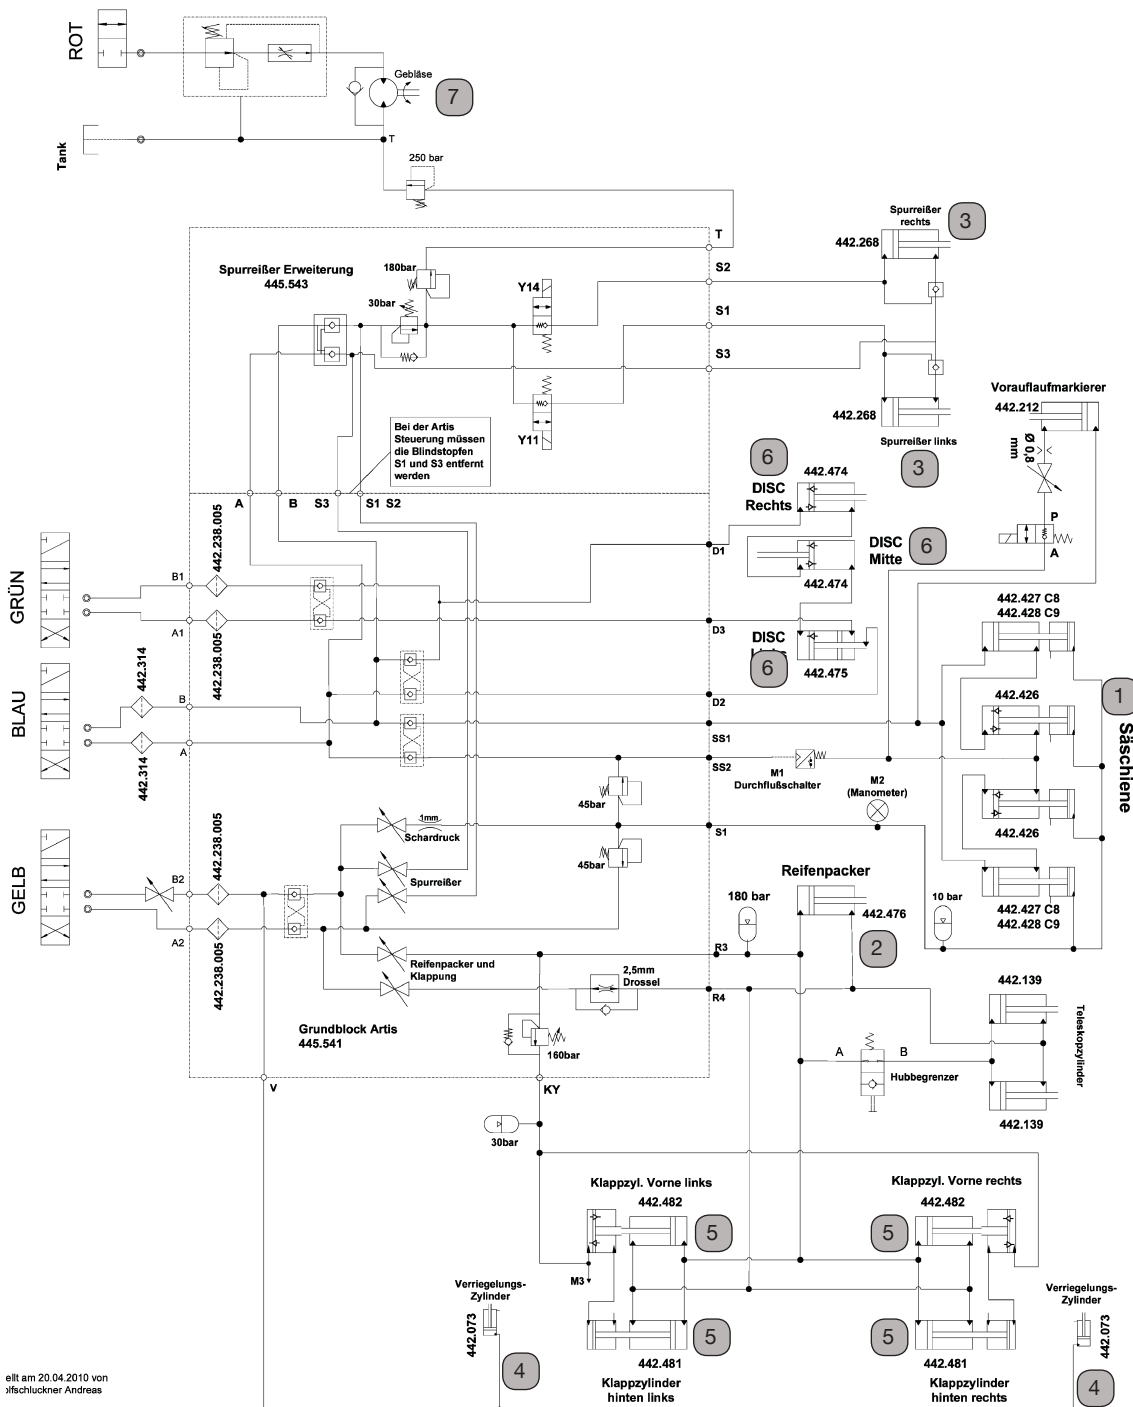 ROT
Gebläse
7
T
Tank
250 bar
T
Spurreißer
rechts
3
442.268
S2
Spurreißer Erweiterung
445.543
180bar
Y14
30bar
S1
S3
Vorauflaufmarkierer
442.212
442.268
Ø 0,8
mm
Bei der Artis
Steuerung müssen
die Blindstopfen
S1 und S3 entfernt
werden
Y11
Spurreißer links
3
6
442.474
DISC
Rechts
A
B
S3
S1 S2
P
A
442.238.005
D1
DISC
Mitte
6
GRÜN
B1
442.474
442.427 C8
442.428 C9
A1
D3
DISC
6
442.475
442.238.005
442.314
BLAU
B
D2
442.426
1
Säschiene
A
SS1
SS2
442.314
M1
Durchflußschalter
M2
(Manometer)
45bar
1mm
Schardruck
S1
442.426
442.238.005
45bar
Reifenpacker
GELB
B2
Spurreißer
180 bar
442.476
10 bar
442.427 C8
442.428 C9
A2
R3
2
442.238.005
Reifenpacker und
Klappung
2,5mm
Drossel
R4
442.139
Teleskopzylinder
Grundblock Artis
445.541
160bar
A
B
Hubbegrenzer
V
KY
442.139
30bar
Klappzyl. Vorne links
442.482
Klappzyl. Vorne rechts
442.482
5
5
M3
Verriegelungs-
Zylinder
442.073
Verriegelungs-
Zylinder
442.073
5
5
442.481
442.481
4
Klappzylinder
hinten links
Klappzylinder
hinten rechts
4
ellt am 20.04.2010 von
olfschluckner Andreas